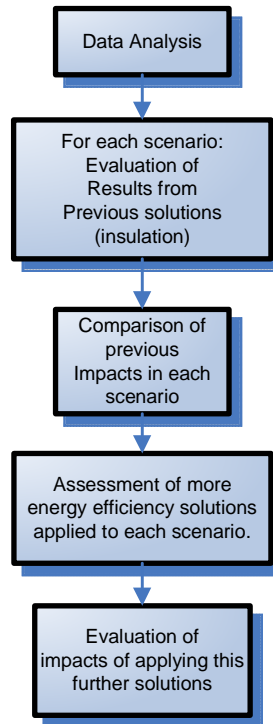 Data Analysis
For each scenario:
Evaluation of
Results from
Previous solutions
(insulation)
Comparison of
previous
Impacts in each
scenario
Assessment of more
energy efficiency solutions
applied to each scenario.
Evaluation of
impacts of applying this
further solutions